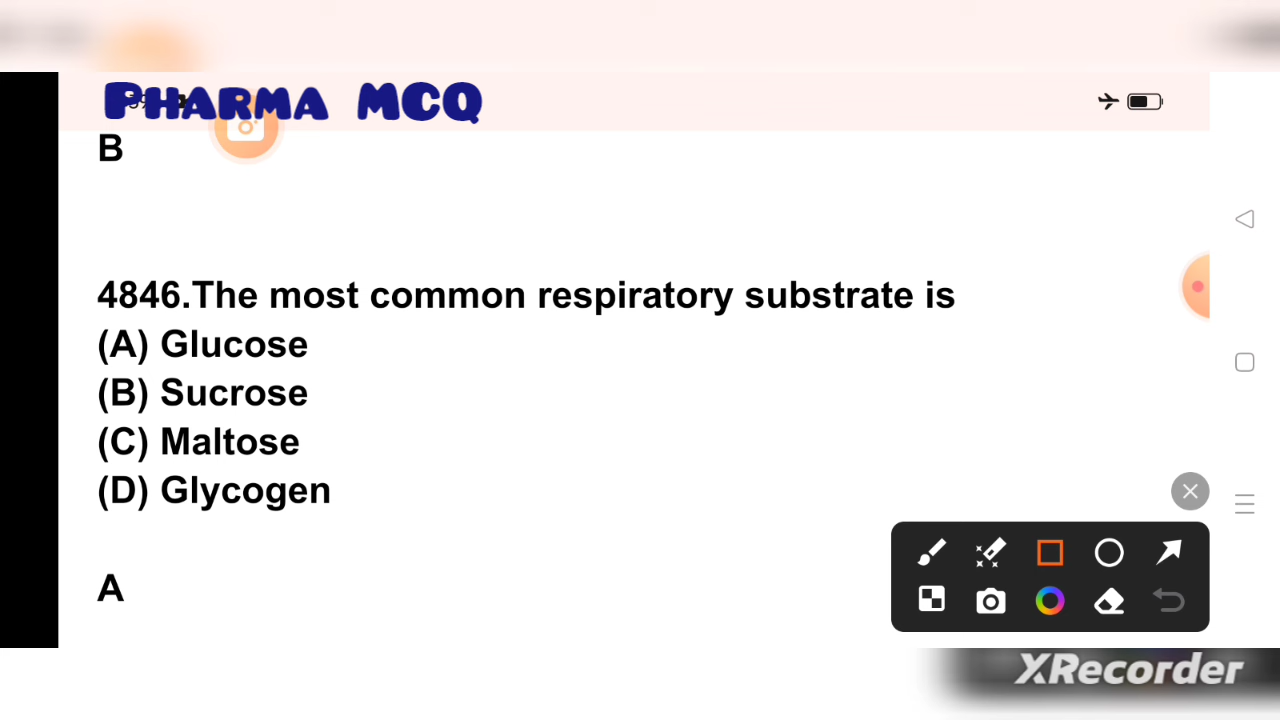 PHARMA MCQ
B
4846.The most common respiratory substrate is
(A) Glucose
(B) Sucrose
(C) Maltose
(D) Glycogen
A
XRecorder